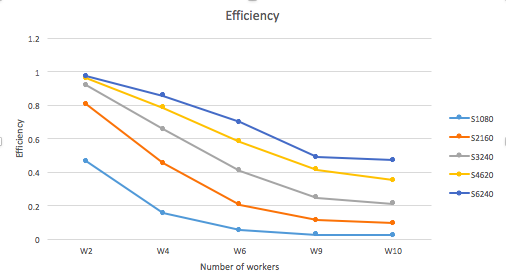 Efficiency
1.2
1
0.8
0.6
0.4
0.2
0
Efficiency
W2 W4 W6 W9 W10
Number of workers
S1080
S2160
S3240
S4620
S6240